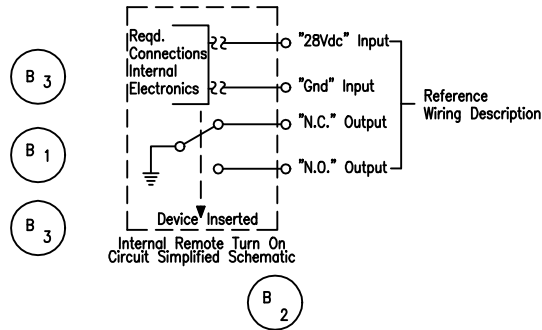 Reqd.
Connections
Internal
Electronics
"28Vdc" Input
"Gnd" Input
"N.C." Output
"N.O." Output
Reference
Wiring Description
Device Inserted
Internal Remote Turn On
Circuit Simplified Schematic
B 3
B 1
B 3
B 2